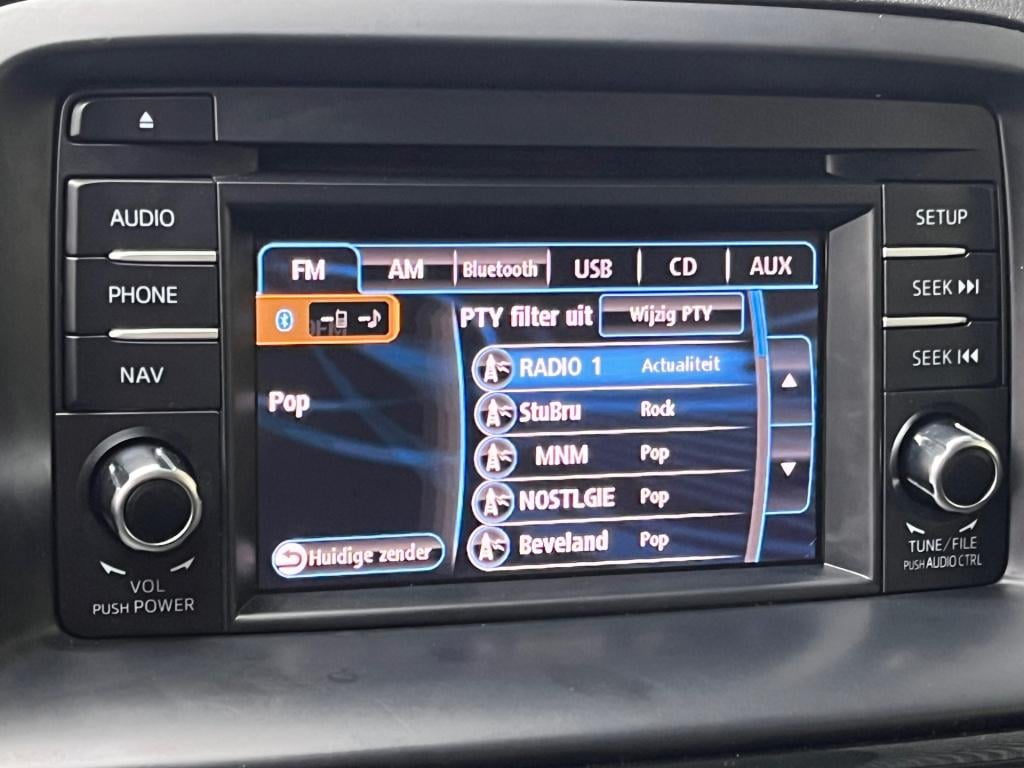 AUDIO
PHONE
NAV
VOL
PUSH POWER
FM AM Bluetooth USB CD AUX
PTY filter uit Wijzig PTY
Pop
RADIO 1 Actualiteit
StuBru Rock
MNM Pop
NOSTLGIE Pop
Beveland Pop
Huidige zender
SETUP
SEEK
SEEK
TUNE/FILE
PUSH AUDIO CTRL